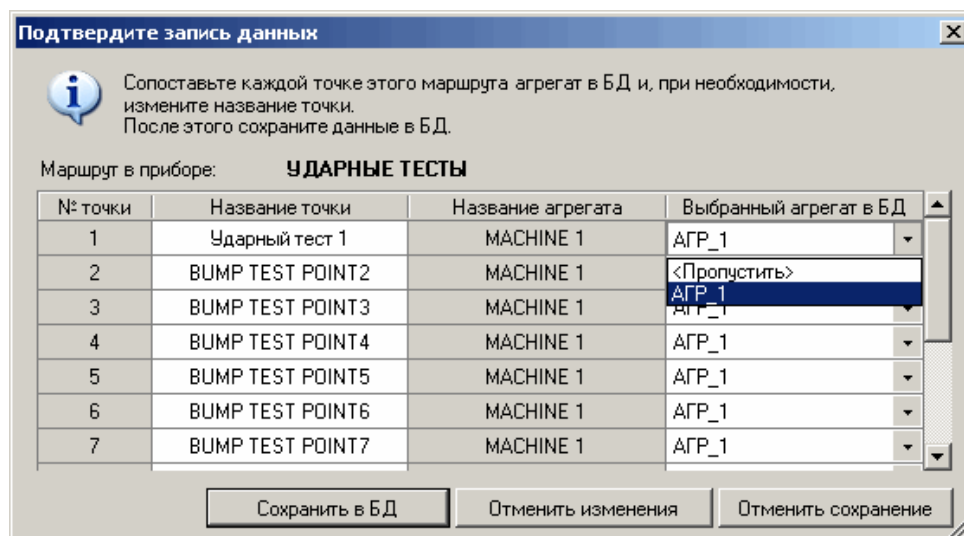 Подтвердите запись данных
Сопоставьте каждой точке этого маршрута агрегат в БД и, при необходимости,
измените название точки.
После этого сохраните данные в БД.
Маршрут в приборе: УДАРНЫЕ ТЕСТЫ
№ точки Название точки Название агрегата Выбранный агрегат в БД
1 Ударный тест 1 MACHINE 1 АГР_1
2 BUMP TEST POINT2 MACHINE 1 <Пропустить>
АГР_1
3 BUMP TEST POINT3 MACHINE 1 АГР_1
4 BUMP TEST POINT4 MACHINE 1 АГР_1
5 BUMP TEST POINT5 MACHINE 1 АГР_1
6 BUMP TEST POINT6 MACHINE 1 АГР_1
7 BUMP TEST POINT7 MACHINE 1 АГР_1
Сохранить в БД Отменить изменения Отменить сохранение